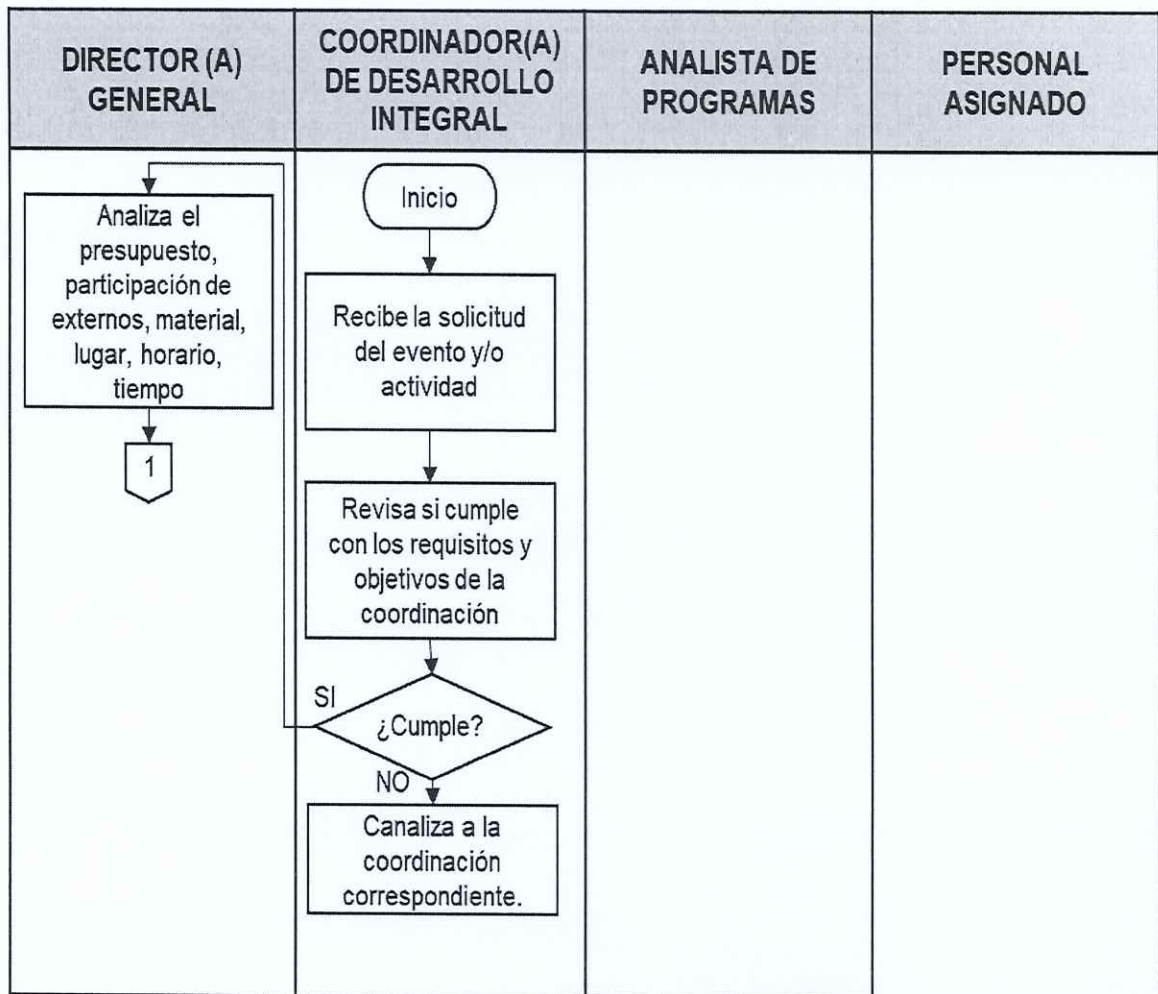 DIRECTOR (A)
GENERAL
COORDINADOR(A)
DE DESARROLLO
INTEGRAL
ANALISTA DE
PROGRAMAS
PERSONAL
ASIGNADO
Analiza el
presupuesto,
participación de
externos, material,
lugar, horario,
tiempo
1
Inicio
Recibe la solicitud
del evento y/o
actividad
Revisa si cumple
con los requisitos y
objetivos de la
coordinación
SI
¿Cumple?
NO
Canaliza a la
coordinación
correspondiente.